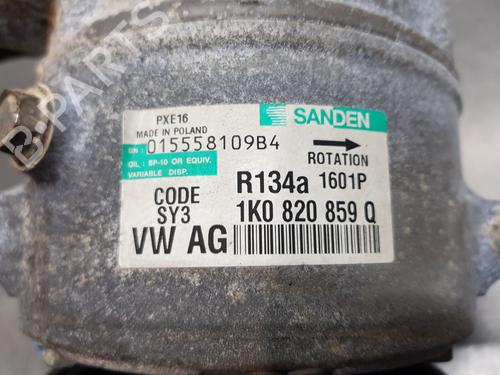 PXE16
MADE IN POLAND
SANDEN
S/N : 015558109B4
OIL : SP-10 OR EQUIV.
VARIABLE DISP.
ROTATION
CODE
SY3
R134a 1601P
1K0 820 859 Q
VW AG
B-PARTS